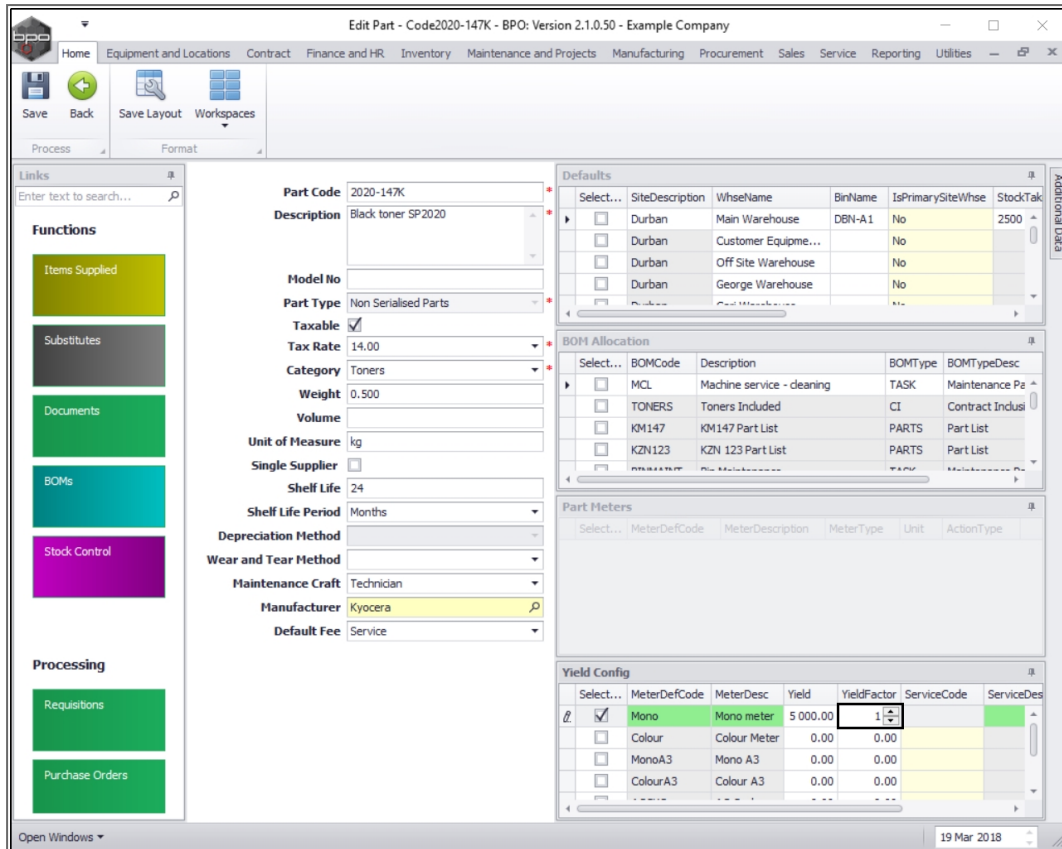 Edit Part - Code2020-147K - BPO: Version 2.1.0.50 - Example Company
bpo
Home Equipment and Locations Contract Finance and HR Inventory Maintenance and Projects Manufacturing Procurement Sales Service Reporting Utilities
Save Back Save Layout Workspaces
Process Format
Links
Enter text to search...
Functions
Items Supplied
Substitutes
Documents
BOMs
Stock Control
Processing
Requisitions
Purchase Orders
Part Code 2020-147K *
Description Black toner SP2020 *
Model No
Part Type Non Serialised Parts *
Taxable
Tax Rate 14.00 *
Category Toners *
Weight 0.500
Volume
Unit of Measure kg
Single Supplier
Shelf Life 24
Shelf Life Period Months
Depreciation Method
Wear and Tear Method
Maintenance Craft Technician
Manufacturer Kyocera
Default Fee Service
Defaults
Select... SiteDescription WhseName BinName IsPrimarySiteWhse StockTak
Durban Main Warehouse DBN-A1 No 2500
Durban Customer Equipme... No
Durban Off Site Warehouse No
Durban George Warehouse No
BOM Allocation
Select... BOMCode Description BOMType BOMTypeDesc
MCL Machine service - cleaning TASK Maintenance Pa
TONERS Toners Included CI Contract Inclusi
KM147 KM147 Part List PARTS Part List
KZN123 KZN 123 Part List PARTS Part List
Part Meters
Select... MeterDefCode MeterDescription MeterType Unit ActionType
Yield Config
Select... MeterDefCode MeterDesc Yield YieldFactor ServiceCode ServiceDes
Mono Mono meter 5 000.00 1
Colour Colour Meter 0.00 0.00
MonoA3 Mono A3 0.00 0.00
ColourA3 Colour A3 0.00 0.00
Additional Data
Open Windows
19 Mar 2018